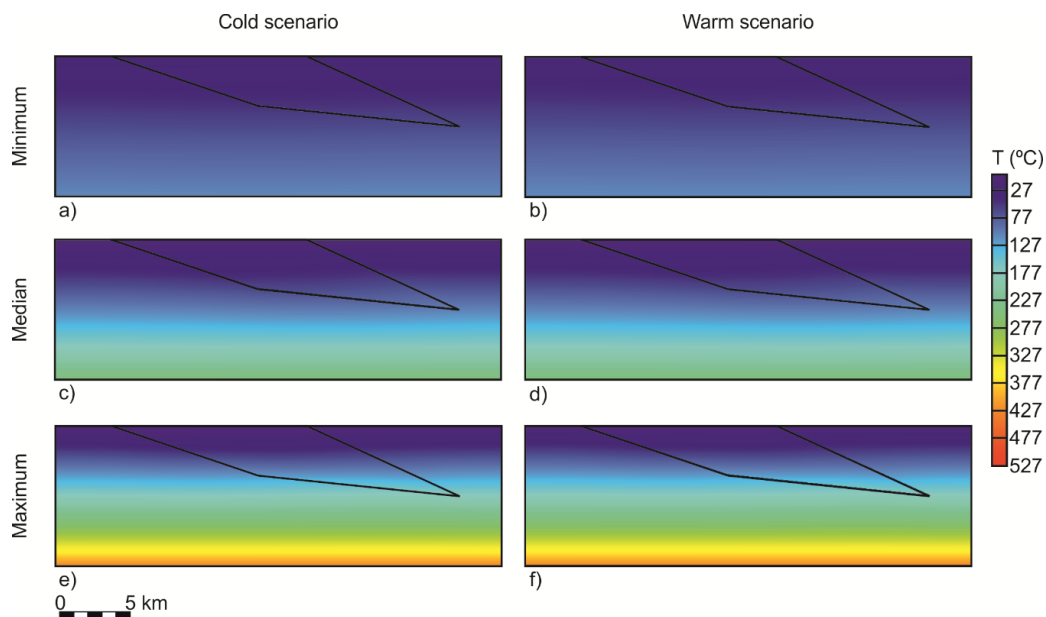 Cold scenario
Warm scenario
Minimum
a)
b)
Median
c)
d)
Maximum
e)
f)
T (ºC)
27
77
127
177
227
277
327
377
427
477
527
0 5 km